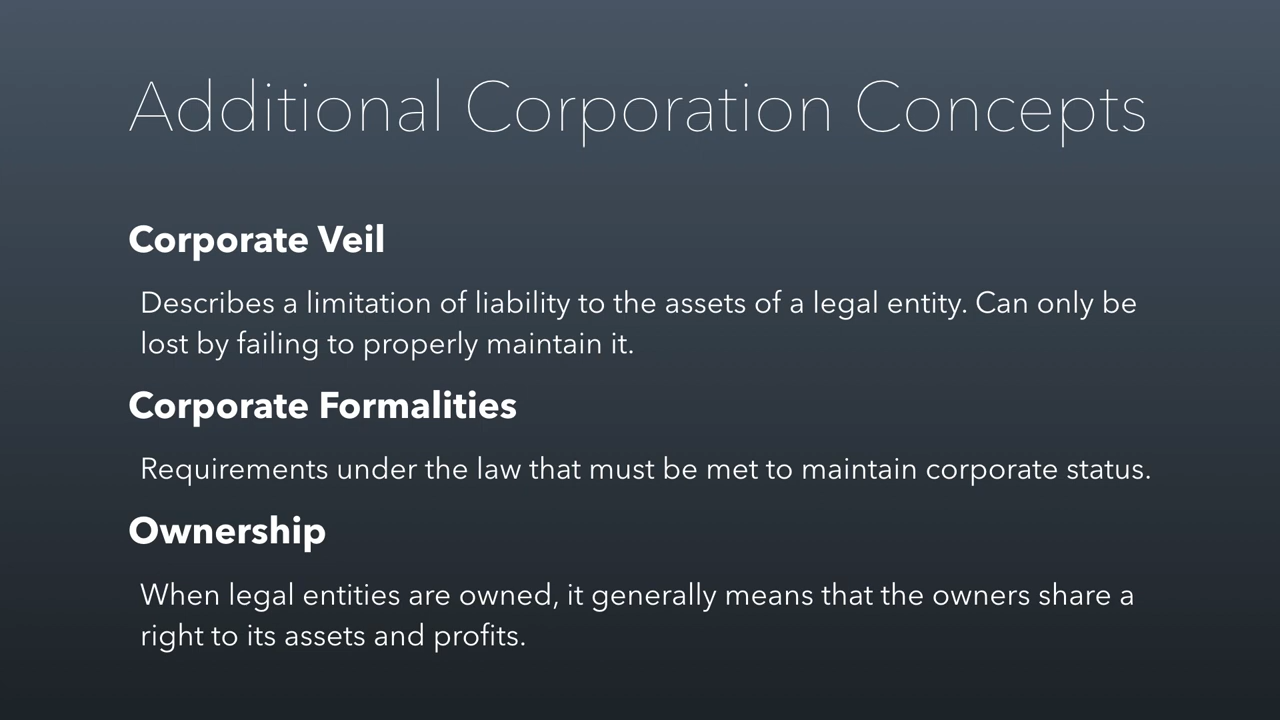 Additional Corporation Concepts
Corporate Veil
Describes a limitation of liability to the assets of a legal entity. Can only be
lost by failing to properly maintain it.
Corporate Formalities
Requirements under the law that must be met to maintain corporate status.
Ownership
When legal entities are owned, it generally means that the owners share a
right to its assets and profits.